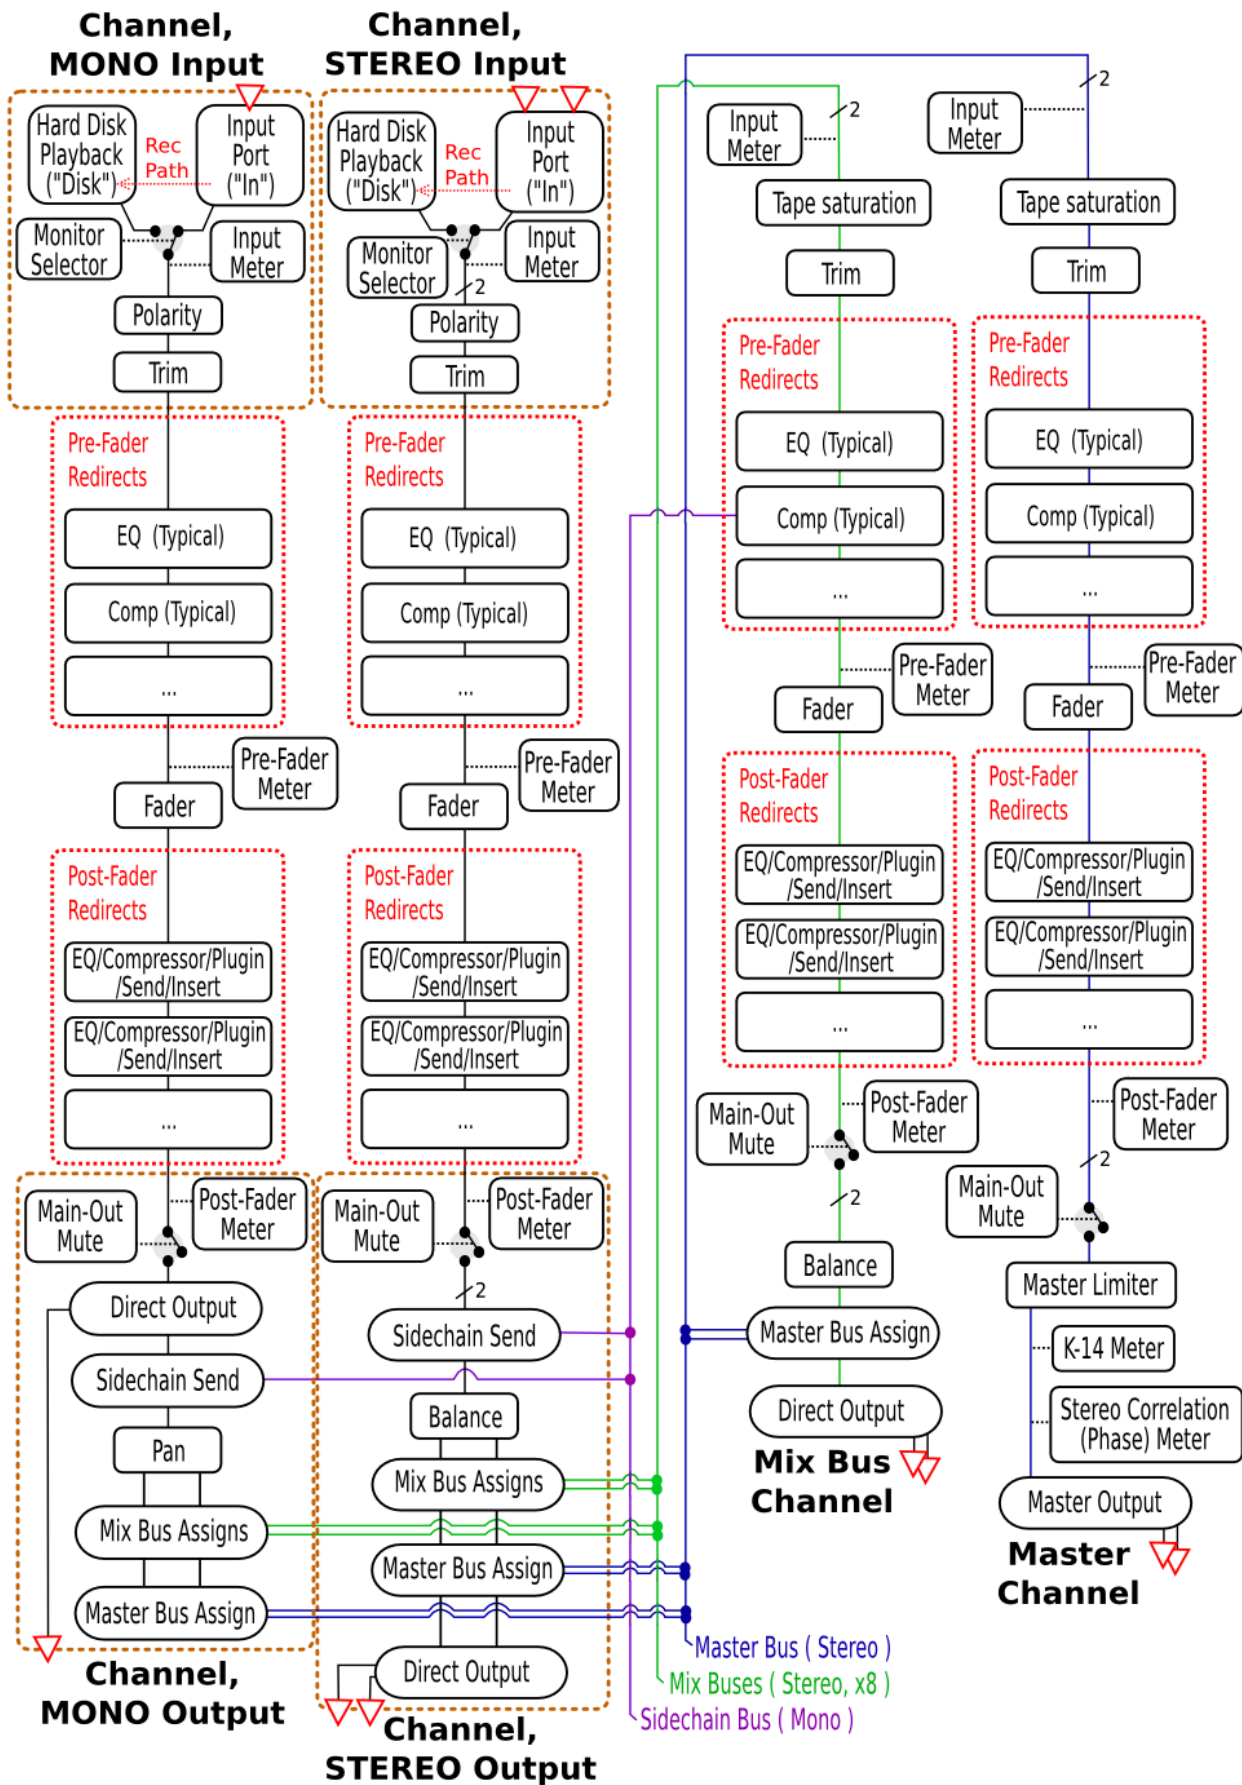 Channel,
MONO Input
Hard Disk
Playback
("Disk")
Rec
Path
Input
Port
("In")
Monitor
Selector
Input
Meter
Polarity
Trim
Pre-Fader
Redirects
EQ (Typical)
Comp (Typical)
...
Pre-Fader
Meter
Fader
Post-Fader
Redirects
EQ/Compressor/Plugin
/Send/Insert
EQ/Compressor/Plugin
/Send/Insert
...
Main-Out
Mute
Post-Fader
Meter
Direct Output
Sidechain Send
Pan
Mix Bus Assigns
Master Bus Assign
Channel,
MONO Output
Channel,
STEREO Input
Hard Disk
Playback
("Disk")
Rec
Path
Input
Port
("In")
Monitor
Selector
Input
Meter
2
Polarity
Trim
Pre-Fader
Redirects
EQ (Typical)
Comp (Typical)
...
Pre-Fader
Meter
Fader
Post-Fader
Redirects
EQ/Compressor/Plugin
/Send/Insert
EQ/Compressor/Plugin
/Send/Insert
...
Main-Out
Mute
Post-Fader
Meter
2
Sidechain Send
Balance
Mix Bus Assigns
Master Bus Assign
Direct Output
Channel,
STEREO Output
2
Input
Meter
Tape saturation
Trim
Pre-Fader
Redirects
EQ (Typical)
Comp (Typical)
...
Pre-Fader
Meter
Fader
Post-Fader
Redirects
EQ/Compressor/Plugin
/Send/Insert
EQ/Compressor/Plugin
/Send/Insert
...
Main-Out
Mute
Post-Fader
Meter
2
Balance
Master Bus Assign
Direct Output
Mix Bus
Channel
2
Input
Meter
Tape saturation
Trim
Pre-Fader
Redirects
EQ (Typical)
Comp (Typical)
...
Pre-Fader
Meter
Fader
Post-Fader
Redirects
EQ/Compressor/Plugin
/Send/Insert
EQ/Compressor/Plugin
/Send/Insert
...
Post-Fader
Meter
2
Main-Out
Mute
Master Limiter
K-14 Meter
Stereo Correlation
(Phase) Meter
Master Output
Master
Channel
Master Bus ( Stereo )
Mix Buses ( Stereo, x8 )
Sidechain Bus ( Mono )